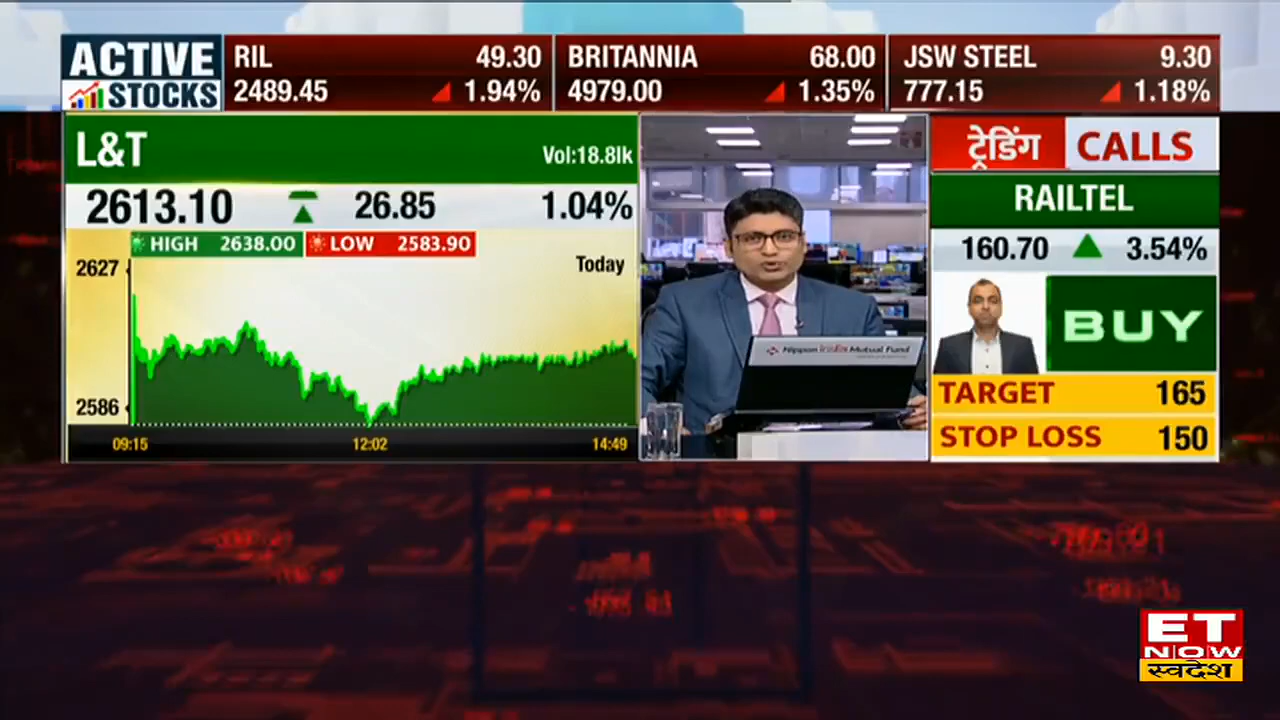 ACTIVE
STOCKS
RIL 49.30
2489.45 1.94%
BRITANNIA 68.00
4979.00 1.35%
JSW STEEL 9.30
777.15 1.18%
L&T
Vol:18.8lk
2613.10 26.85 1.04%
HIGH 2638.00 LOW 2583.90
2627
Today
2586
09:15 12:02 14:49
Nippon India Mutual Fund
ट्रेडिंग CALLS
RAILTEL
160.70 3.54%
BUY
TARGET 165
STOP LOSS 150
ET
NOW
स्वदेश